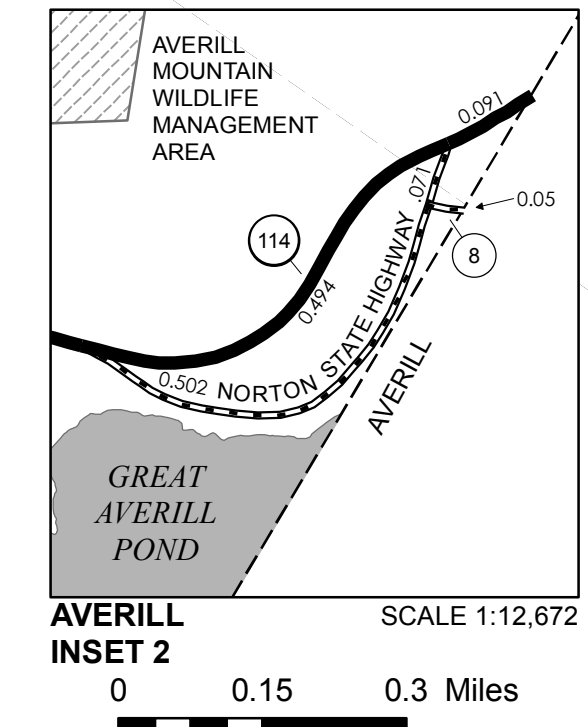 AVERILL
MOUNTAIN
WILDLIFE
MANAGEMENT
AREA
0.091
.071
0.05
114
8
0.494
0.502
NORTON STATE HIGHWAY
AVERILL
GREAT
AVERILL
POND
AVERILL SCALE 1:12,672
INSET 2
0 0.15 0.3 Miles